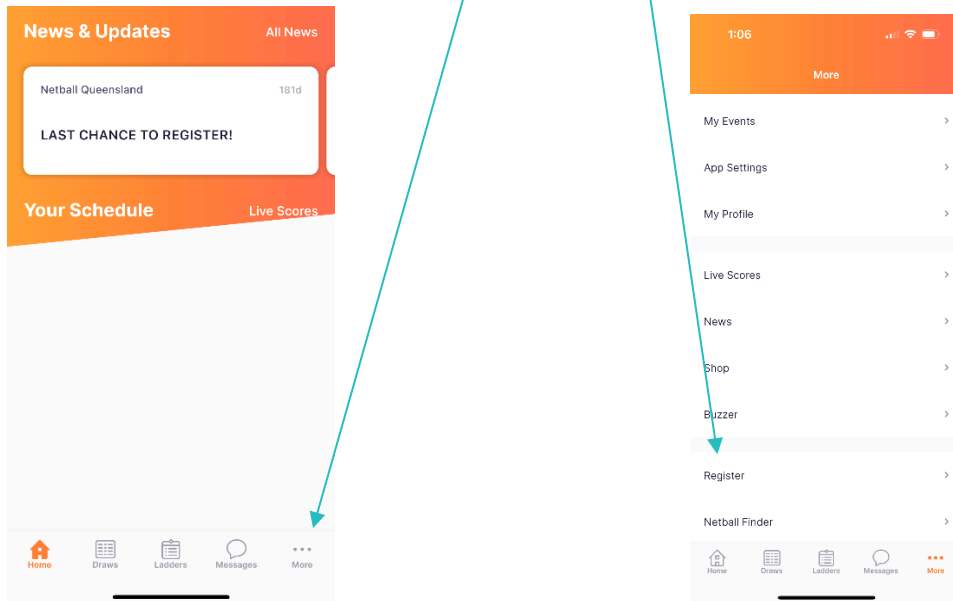 News & Updates
All News
Netball Queensland
181d
LAST CHANCE TO REGISTER!
Your Schedule
Live Scores
Home
Draws
Ladders
Messages
More
1:06
More
My Events
App Settings
My Profile
Live Scores
News
Shop
Buzzer
Register
Netball Finder
Home
Draws
Ladders
Messages
More